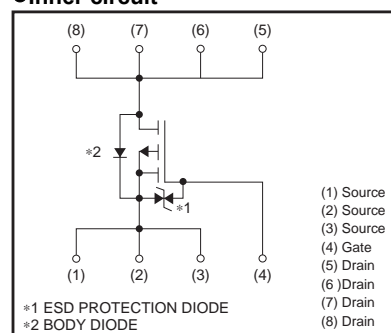 Inner circuit
(8) (7) (6) (5)
∗2
∗1
(1) (2) (3) (4)
(1) Source
(2) Source
(3) Source
(4) Gate
(5) Drain
(6 )Drain
(7) Drain
(8) Drain
∗1 ESD PROTECTION DIODE
∗2 BODY DIODE